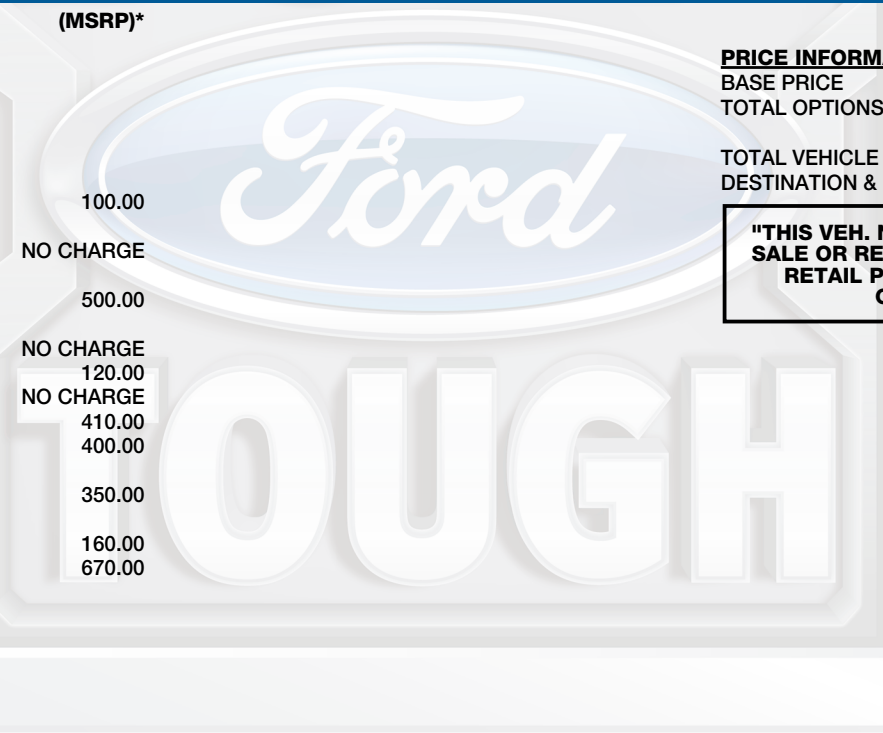 (MSRP)*
100.00
NO CHARGE
500.00
NO CHARGE
120.00
NO CHARGE
410.00
400.00
350.00
160.00
670.00
PRICE INFORMA
BASE PRICE
TOTAL OPTIONS
TOTAL VEHICLE
DESTINATION &
"THIS VEH. N
SALE OR RE
RETAIL P
Ford
TOUGH